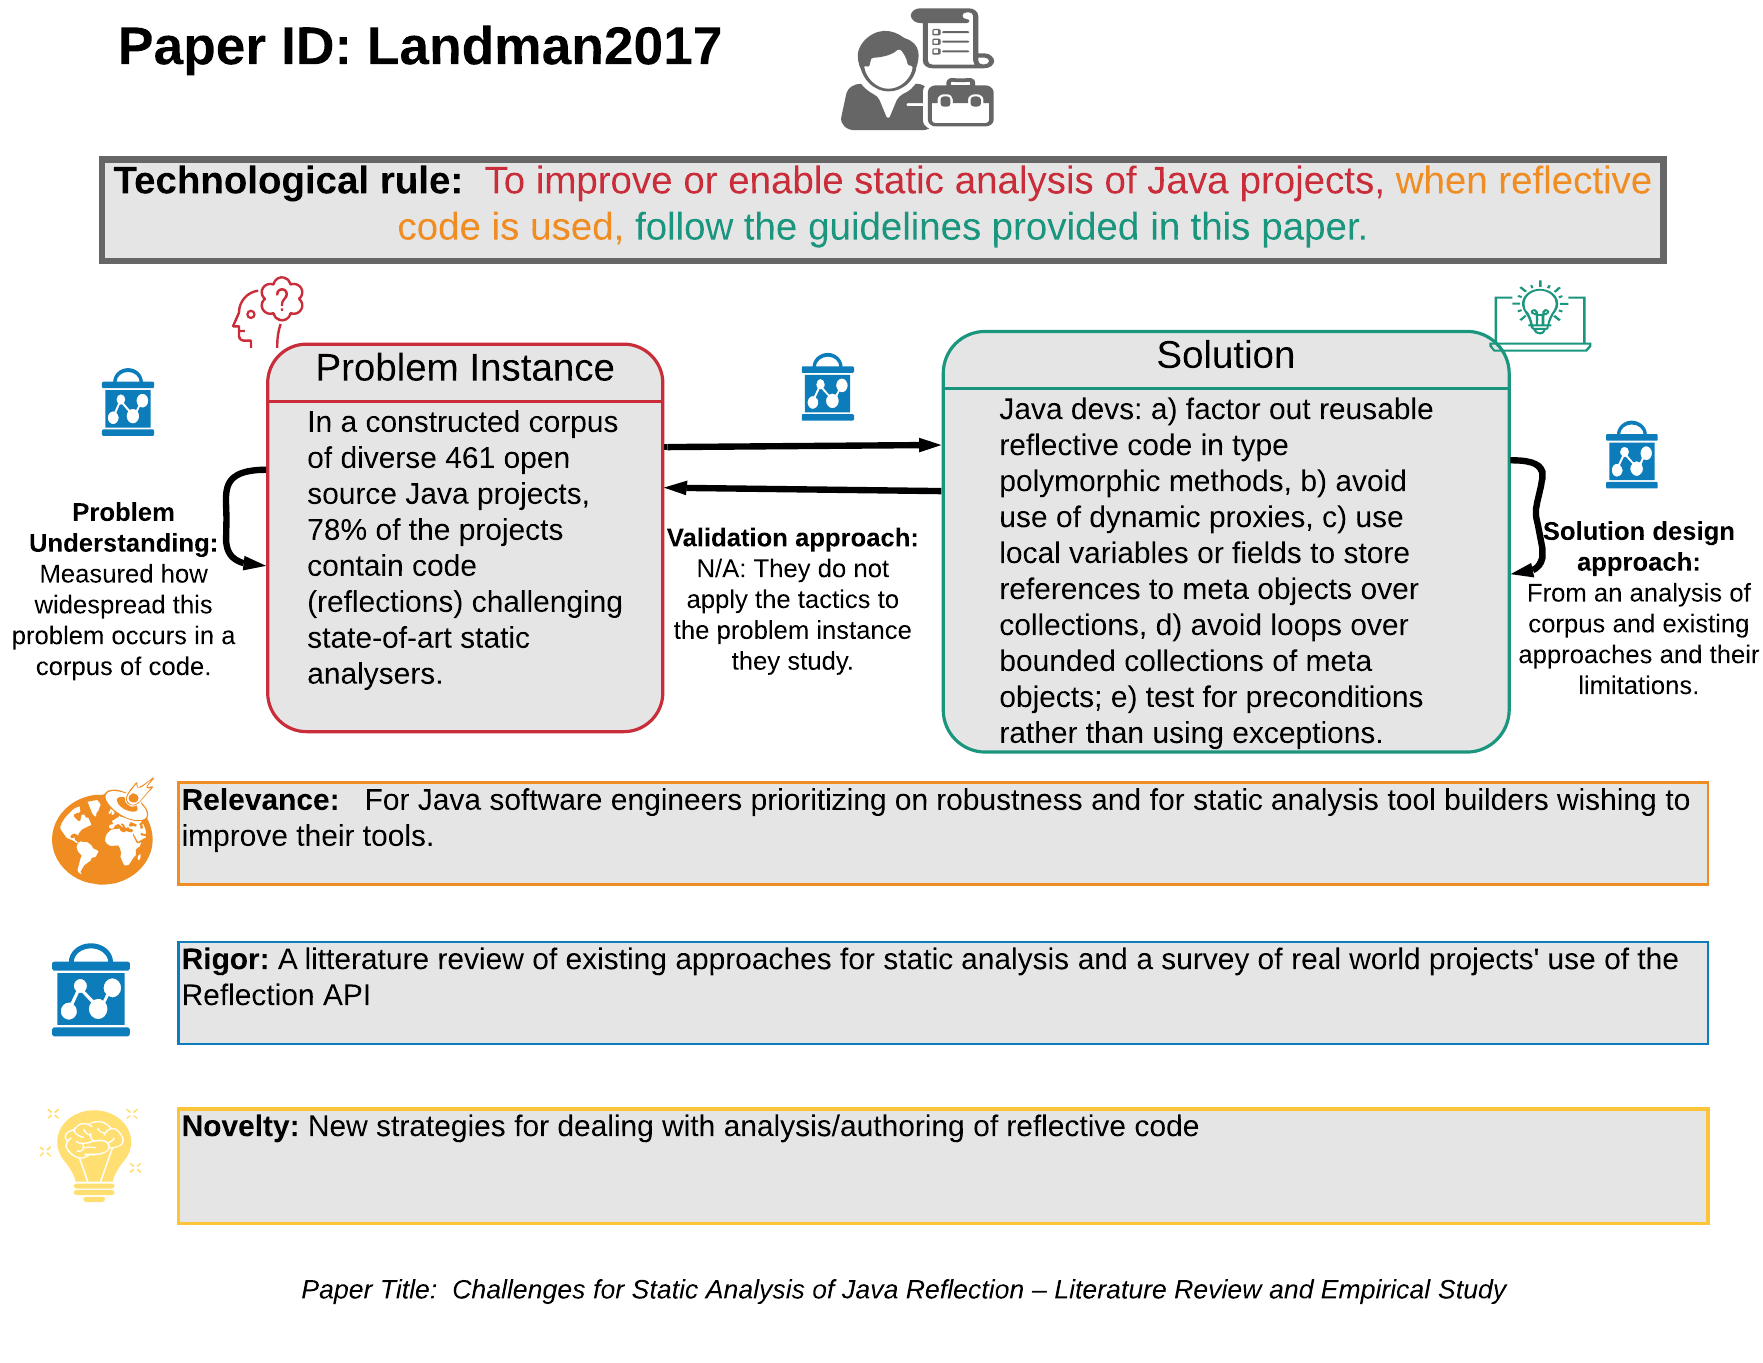 Paper ID: Landman2017
Technological rule: To improve or enable static analysis of Java projects, when reflective
code is used, follow the guidelines provided in this paper.
Problem Instance
In a constructed corpus
of diverse 461 open
source Java projects,
78% of the projects
contain code
(reflections) challenging
state-of-art static
analysers.
Problem
Understanding:
Measured how
widespread this
problem occurs in a
corpus of code.
Validation approach:
N/A: They do not
apply the tactics to
the problem instance
they study.
Solution
Java devs: a) factor out reusable
reflective code in type
polymorphic methods, b) avoid
use of dynamic proxies, c) use
local variables or fields to store
references to meta objects over
collections, d) avoid loops over
bounded collections of meta
objects; e) test for preconditions
rather than using exceptions.
Solution design
approach:
From an analysis of
corpus and existing
approaches and their
limitations.
Relevance: For Java software engineers prioritizing on robustness and for static analysis tool builders wishing to
improve their tools.
Rigor: A litterature review of existing approaches for static analysis and a survey of real world projects' use of the
Reflection API
Novelty: New strategies for dealing with analysis/authoring of reflective code
Paper Title: Challenges for Static Analysis of Java Reflection – Literature Review and Empirical Study